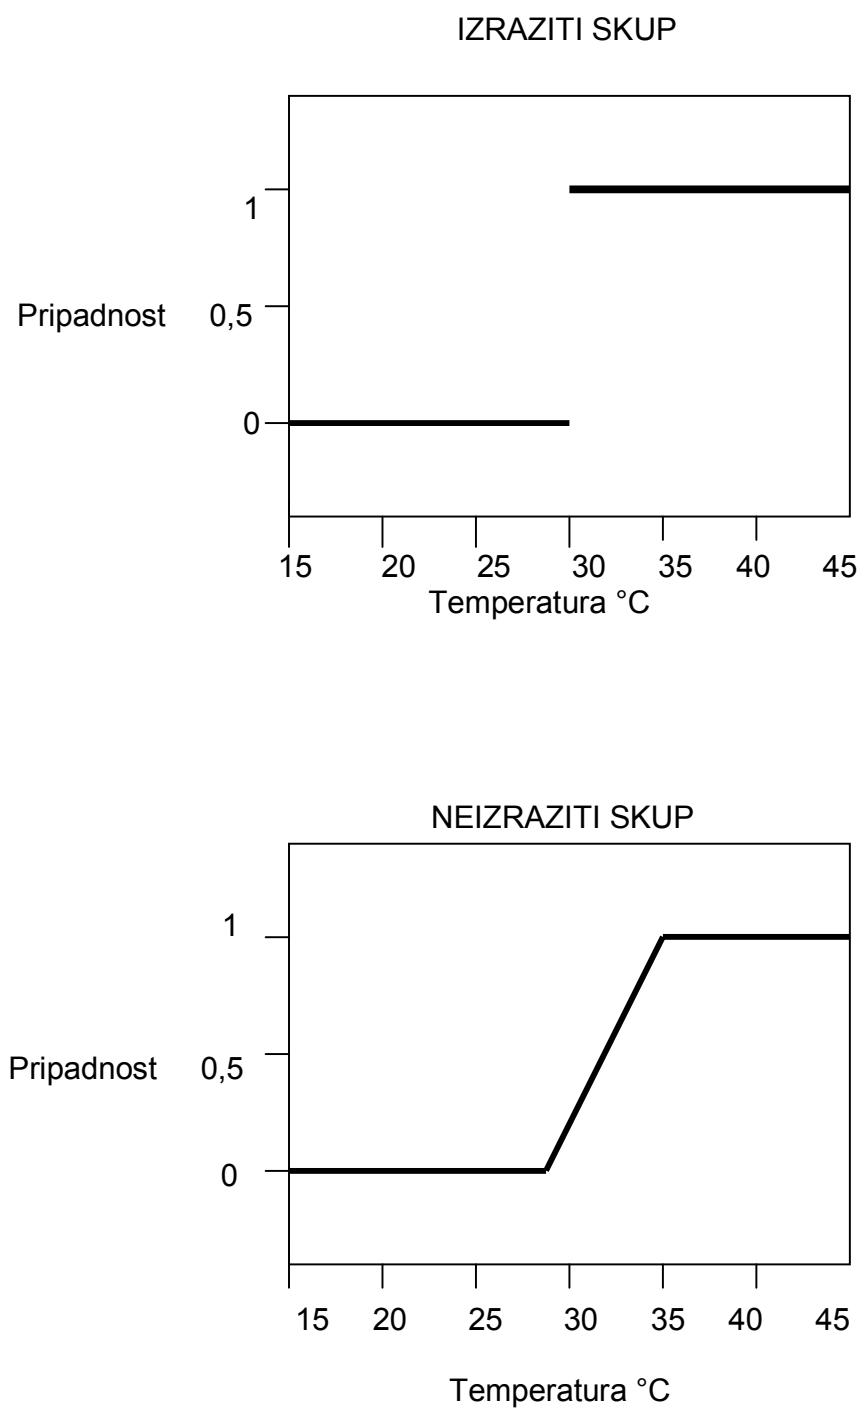 IZRAZITI SKUP
1
Pripadnost 0,5
0
15 20 25 30 35 40 45
Temperatura °C
NEIZRAZITI SKUP
1
Pripadnost 0,5
0
15 20 25 30 35 40 45
Temperatura °C